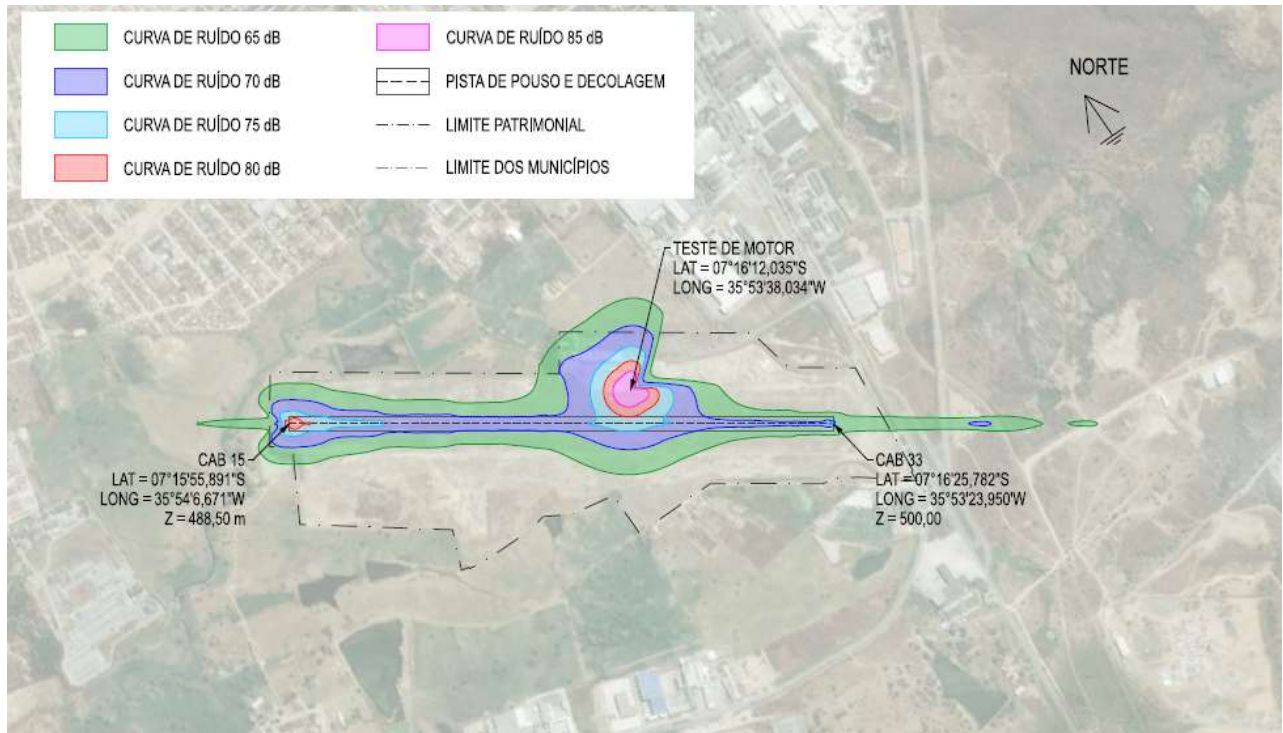 CURVA DE RUÍDO 65 dB
CURVA DE RUÍDO 70 dB
CURVA DE RUÍDO 75 dB
CURVA DE RUÍDO 80 dB
CURVA DE RUÍDO 85 dB
PISTA DE POUSO E DECOLAGEM
LIMITE PATRIMONIAL
LIMITE DOS MUNICÍPIOS
NORTE
TESTE DE MOTOR
LAT = 07°16'12,035"S
LONG = 35°53'38,034"W
CAB 15
LAT = 07°15'55,891"S
LONG = 35°54'6,671"W
Z = 488,50 m
CAB 33
LAT = 07°16'25,782"S
LONG = 35°53'23,950"W
Z = 500,00